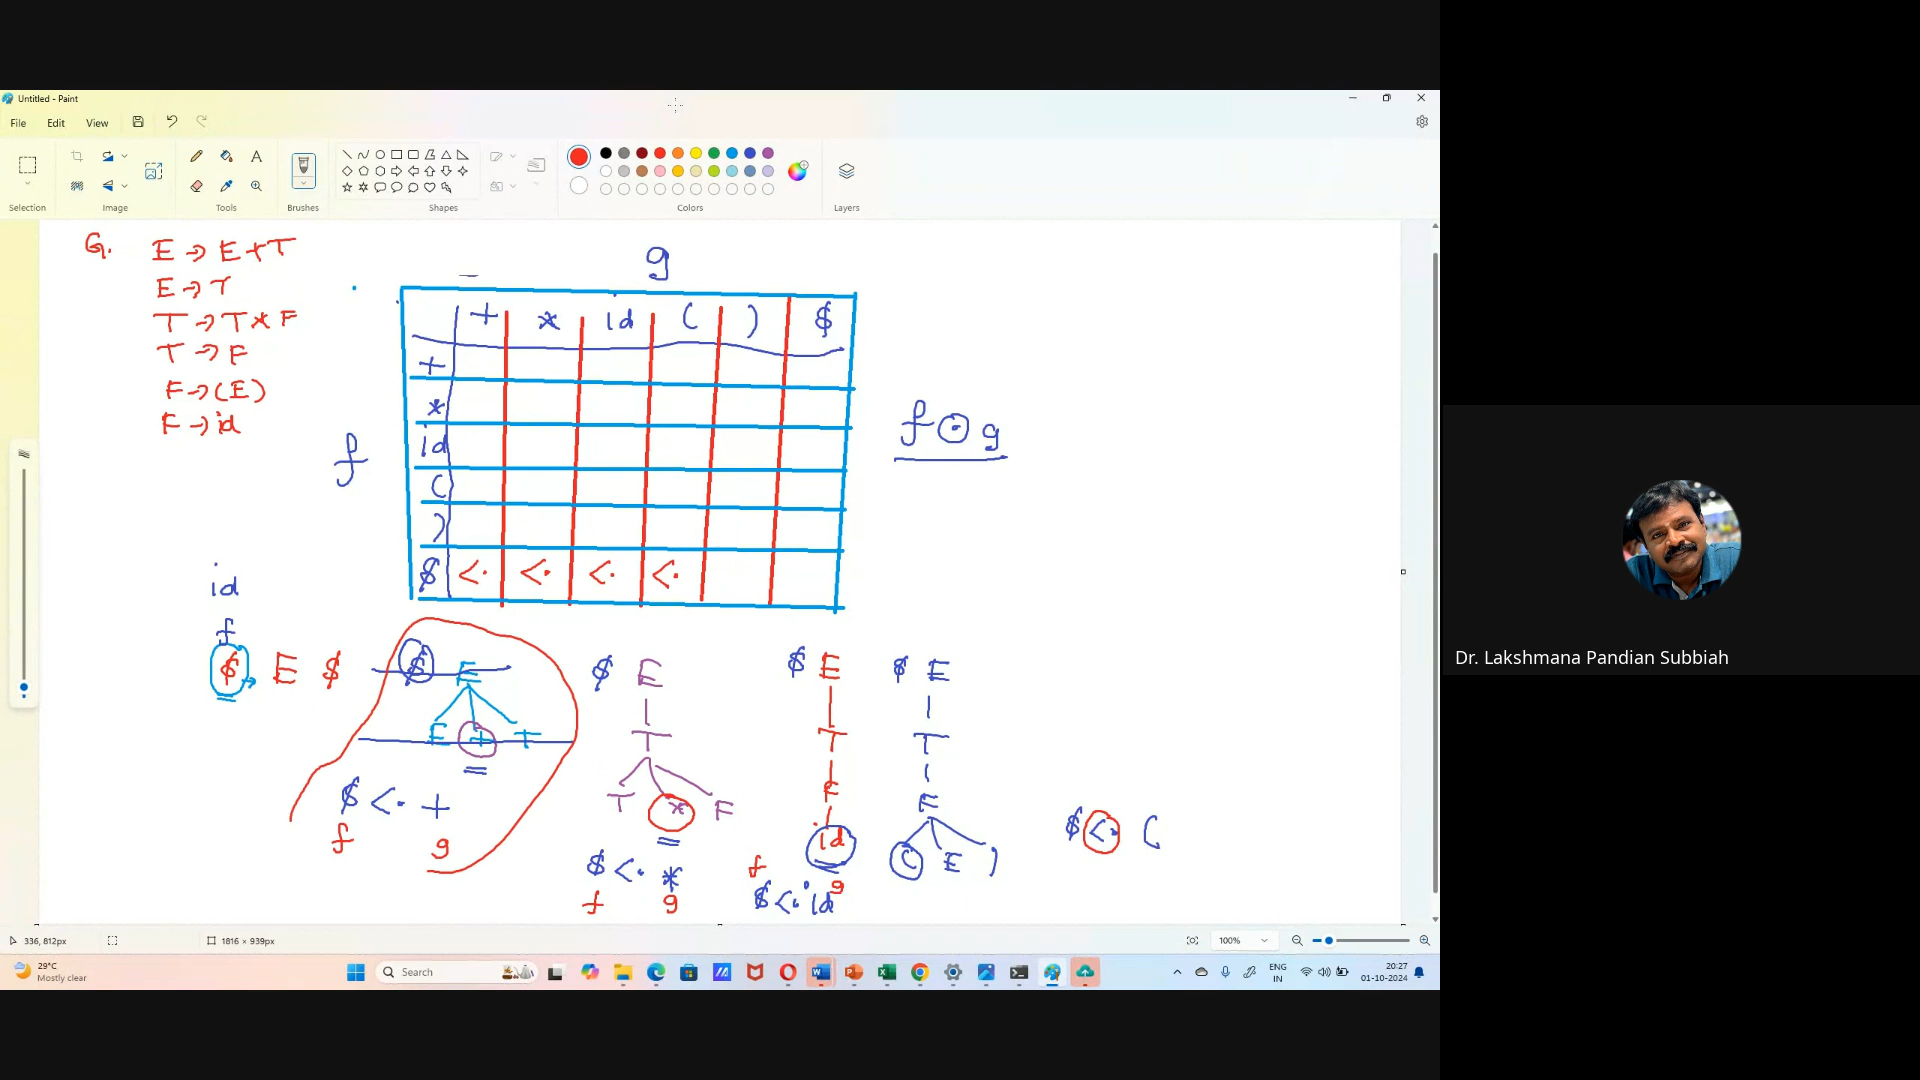 Untitled - Paint
File Edit View
Selection Image Tools Brushes Shapes Colors Layers
G. E → E + T
E → T
T → T * F
T → F
F → (E)
F → id
g
+ * id ( ) $
+
*
id
(
)
$ <· <· <· <·
f
f ⊙ g
id
f
$ E $
$ E
E + T
$ <· +
f g
$ E
T
T * F
$ <· *
f g
$ E
T
F
id
f g
$ <· id
$ E
T
F
( E )
$ <· (
Dr. Lakshmana Pandian Subbiah
336, 812px
1816 × 939px
100%
29°C
Mostly clear
Search
ENG
IN
20:27
01-10-2024